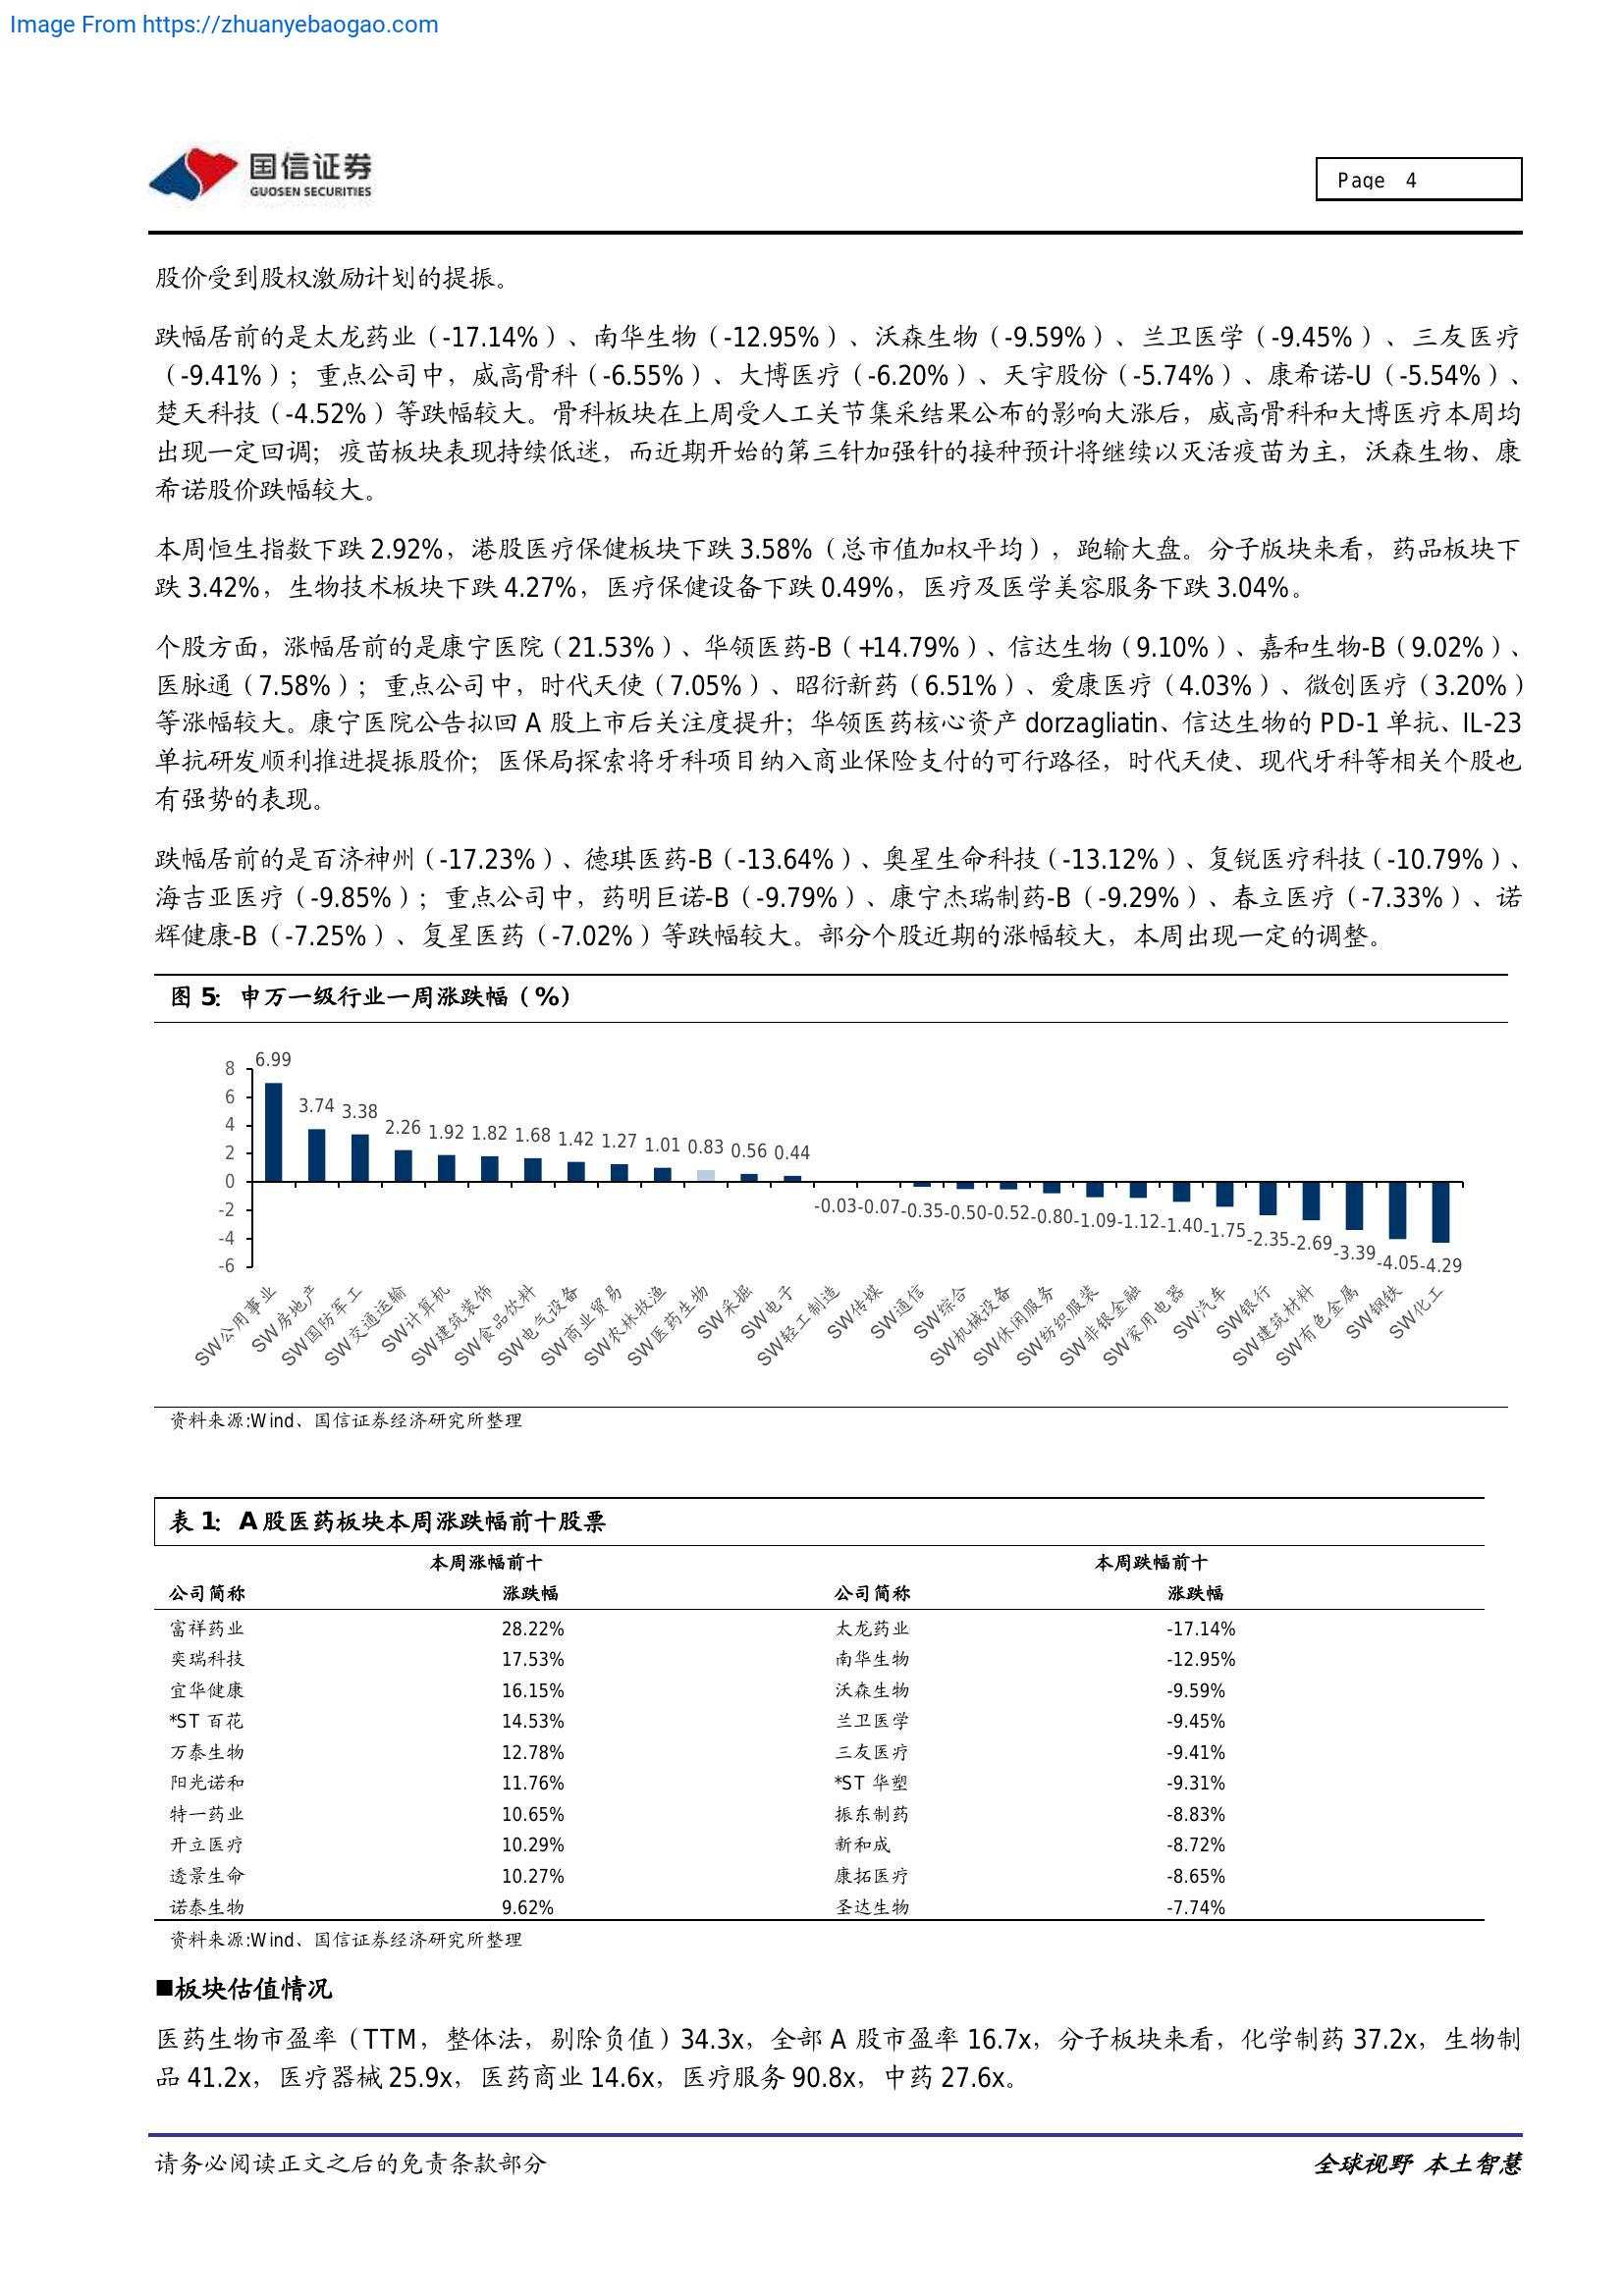 Image From https://zhuanyebaogao.com
国信证券
GUOSEN SECURITIES
Page 4
股价受到股权激励计划的提振。
跌幅居前的是太龙药业（-17.14%）、南华生物（-12.95%）、沃森生物（-9.59%）、兰卫医学（-9.45%）、三友医疗
（-9.41%）；重点公司中，威高骨科（-6.55%）、大博医疗（-6.20%）、天宇股份（-5.74%）、康希诺-U（-5.54%）、
楚天科技（-4.52%）等跌幅较大。骨科板块在上周受人工关节集采结果公布的影响大涨后，威高骨科和大博医疗本周均
出现一定回调；疫苗板块表现持续低迷，而近期开始的第三针加强针的接种预计将继续以灭活疫苗为主，沃森生物、康
希诺股价跌幅较大。
本周恒生指数下跌 2.92%，港股医疗保健板块下跌 3.58%（总市值加权平均），跑输大盘。分子版块来看，药品板块下
跌 3.42%，生物技术板块下跌 4.27%，医疗保健设备下跌 0.49%，医疗及医学美容服务下跌 3.04%。
个股方面，涨幅居前的是康宁医院（21.53%）、华领医药-B（+14.79%）、信达生物（9.10%）、嘉和生物-B（9.02%）、
医脉通（7.58%）；重点公司中，时代天使（7.05%）、昭衍新药（6.51%）、爱康医疗（4.03%）、微创医疗（3.20%）
等涨幅较大。康宁医院公告拟回 A 股上市后关注度提升；华领医药核心资产 dorzagliatin、信达生物的 PD-1 单抗、IL-23
单抗研发顺利推进提振股价；医保局探索将牙科项目纳入商业保险支付的可行路径，时代天使、现代牙科等相关个股也
有强势的表现。
跌幅居前的是百济神州（-17.23%）、德琪医药-B（-13.64%）、奥星生命科技（-13.12%）、复锐医疗科技（-10.79%）、
海吉亚医疗（-9.85%）；重点公司中，药明巨诺-B（-9.79%）、康宁杰瑞制药-B（-9.29%）、春立医疗（-7.33%）、诺
辉健康-B（-7.25%）、复星医药（-7.02%）等跌幅较大。部分个股近期的涨幅较大，本周出现一定的调整。
图 5：申万一级行业一周涨跌幅（%）
8
6
4
2
0
-2
-4
-6
6.99 3.74 3.38 2.26 1.92 1.82 1.68 1.42 1.27 1.01 0.83 0.56 0.44 -0.03 -0.07 -0.35 -0.50 -0.52 -0.80 -1.09 -1.12 -1.40 -1.75 -2.35 -2.69 -3.39 -4.05 -4.29
SW公用事业 SW房地产 SW国防军工 SW交通运输 SW计算机 SW建筑装饰 SW食品饮料 SW电气设备 SW商业贸易 SW农林牧渔 SW医药生物 SW采掘 SW电子 SW轻工制造 SW传媒 SW通信 SW综合 SW机械设备 SW休闲服务 SW纺织服装 SW非银金融 SW家用电器 SW汽车 SW银行 SW建筑材料 SW有色金属 SW钢铁 SW化工
资料来源:Wind、国信证券经济研究所整理
表 1：A 股医药板块本周涨跌幅前十股票
本周涨幅前十 本周跌幅前十
公司简称 涨跌幅 公司简称 涨跌幅
富祥药业 28.22% 太龙药业 -17.14%
奕瑞科技 17.53% 南华生物 -12.95%
宜华健康 16.15% 沃森生物 -9.59%
*ST 百花 14.53% 兰卫医学 -9.45%
万泰生物 12.78% 三友医疗 -9.41%
阳光诺和 11.76% *ST 华塑 -9.31%
特一药业 10.65% 振东制药 -8.83%
开立医疗 10.29% 新和成 -8.72%
透景生命 10.27% 康拓医疗 -8.65%
诺泰生物 9.62% 圣达生物 -7.74%
资料来源:Wind、国信证券经济研究所整理
■板块估值情况
医药生物市盈率（TTM，整体法，剔除负值）34.3x，全部 A 股市盈率 16.7x，分子板块来看，化学制药 37.2x，生物制
品 41.2x，医疗器械 25.9x，医药商业 14.6x，医疗服务 90.8x，中药 27.6x。
请务必阅读正文之后的免责条款部分
全球视野 本土智慧